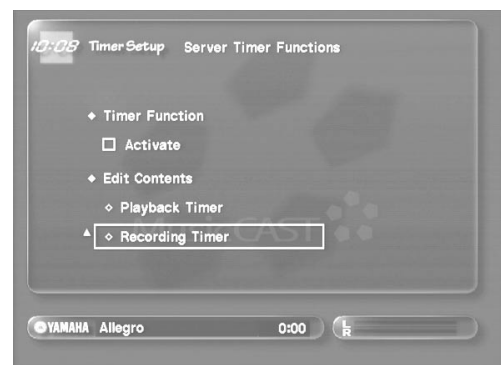 10:08 Timer Setup Server Timer Functions
Timer Function
Activate
Edit Contents
Playback Timer
Recording Timer
MusicCAST
YAMAHA Allegro 0:00 L
R